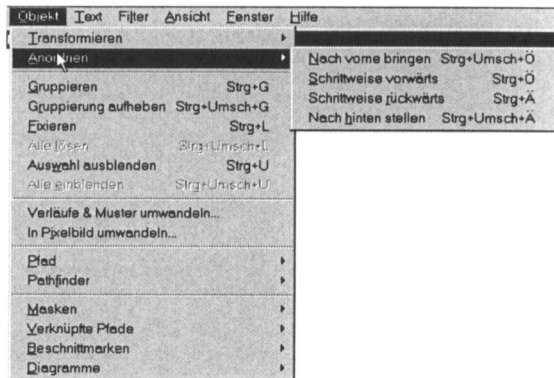 Objekt Text Filter Ansicht Fenster Hilfe
Transformieren
Anordnen
Gruppieren Strg+G
Gruppierung aufheben Strg+Umsch+G
Fixieren Strg+L
Alle lösen Strg+Umsch+L
Auswahl ausblenden Strg+U
Alle einblenden Strg+Umsch+U
Verläufe & Muster umwandeln...
In Pixelbild umwandeln...
Pfad
Pathfinder
Masken
Verknüpfte Pfade
Beschnittmarken
Diagramme
Nach vorne bringen Strg+Umsch+Ö
Schrittweise vorwärts Strg+Ö
Schrittweise rückwärts Strg+Ä
Nach hinten stellen Strg+Umsch+Ä